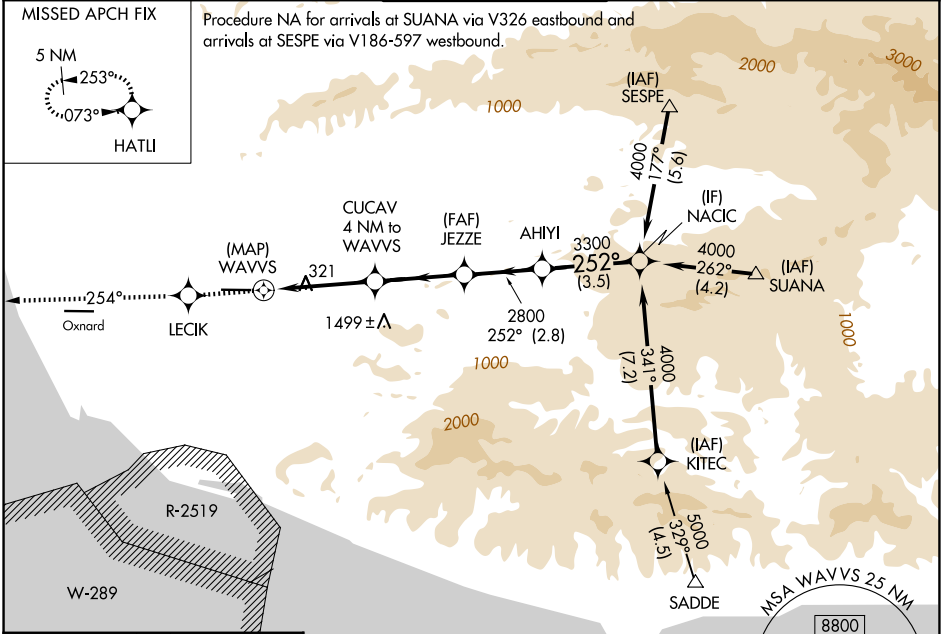 MISSED APCH FIX
5 NM
253°
073°
HATLI
Procedure NA for arrivals at SUANA via V326 eastbound and
arrivals at SESPE via V186-597 westbound.
3000
2000
1000
(IAF)
SESPE
4000
177°
(5.6)
(IF)
NACIC
4000
262°
(4.2)
(IAF)
SUANA
CUCAV
4 NM to
WAVVS
(FAF)
JEZZE
AHIYI
3300
252°
(3.5)
(MAP)
WAVVS
321
254°
Oxnard
LECIK
1499 ±
2800
252° (2.8)
1000
1000
2000
4000
341°
(7.2)
(IAF)
KITEC
5000
329°
(4.5)
SADDE
R-2519
W-289
MSA WAVVS 25 NM
8800